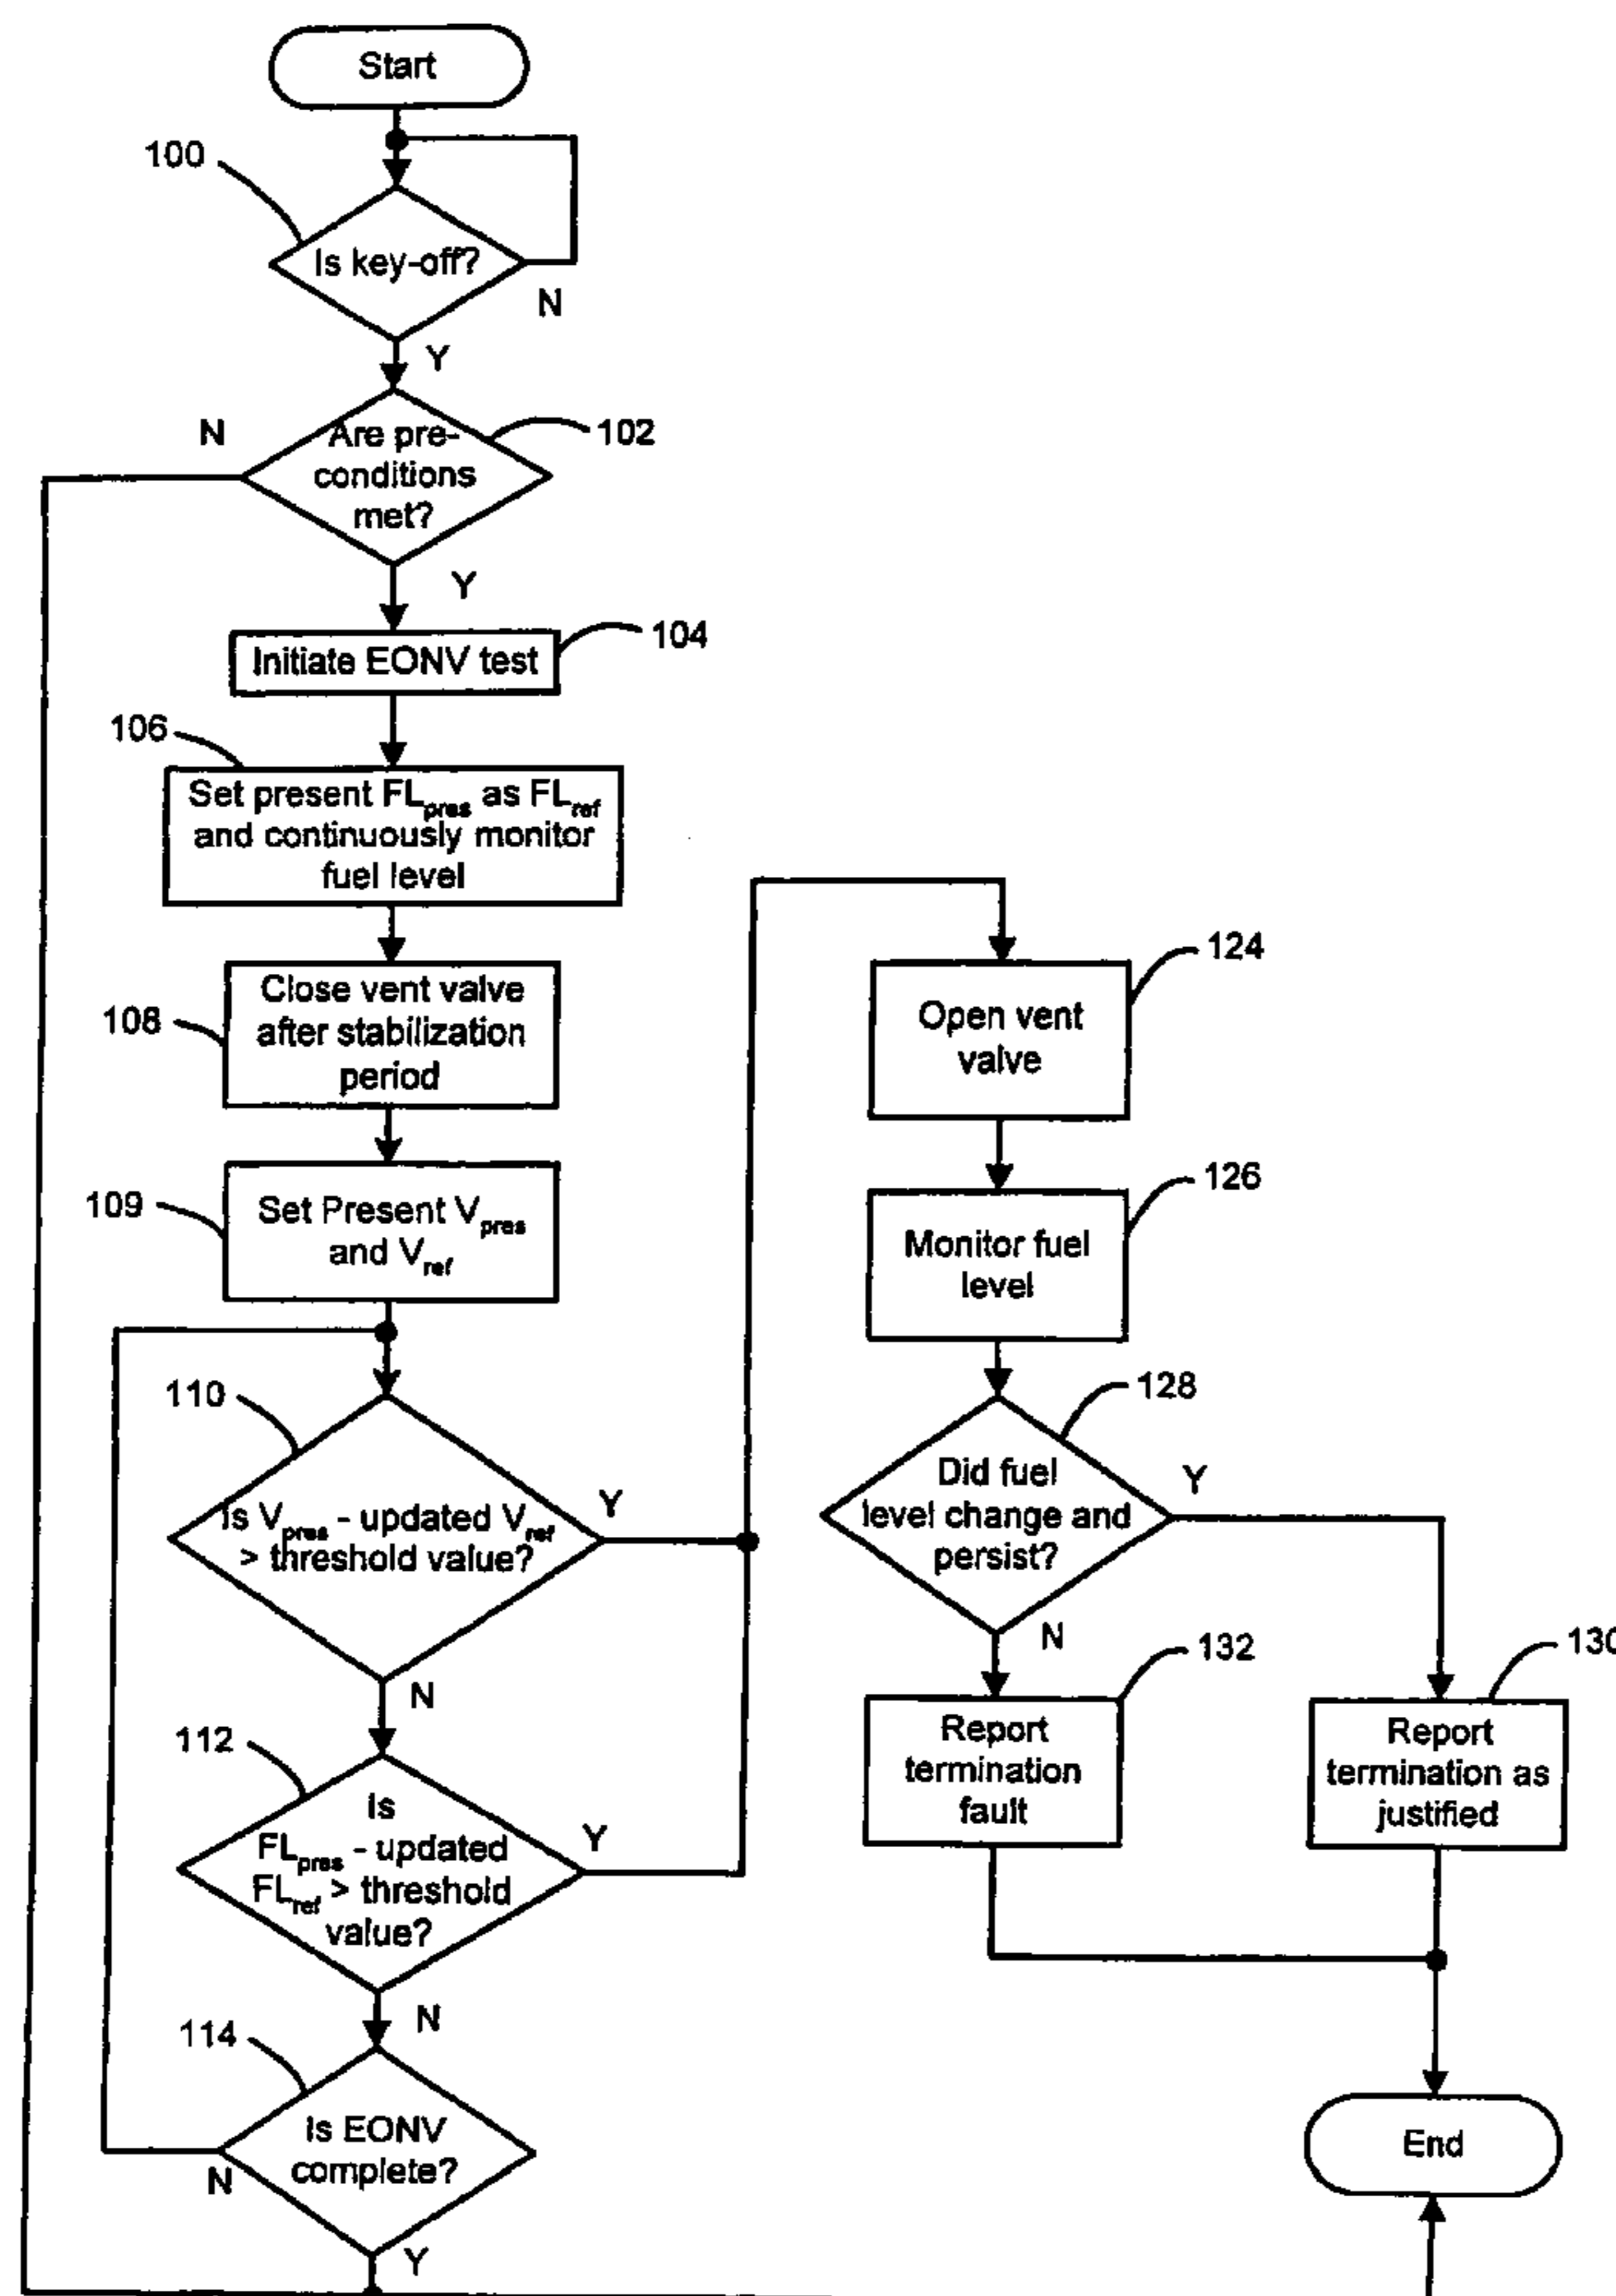 Start
100
Is key-off?
N
Y
N
Are pre-
conditions
met?
102
Y
Initiate EONV test
104
106
Set present FLpres as FLref
and continuously monitor
fuel level
108
Close vent valve
after stabilization
period
109
Set Present Vpres
and Vref
110
Is Vpres - updated Vref
> threshold value?
Y
N
112
Is
FLpres - updated
FLref > threshold
value?
Y
N
114
Is EONV
complete?
N
Y
Open vent
valve
124
Monitor fuel
level
126
Did fuel
level change and
persist?
128
Y
N
Report
termination
fault
132
Report
termination as
justified
130
End